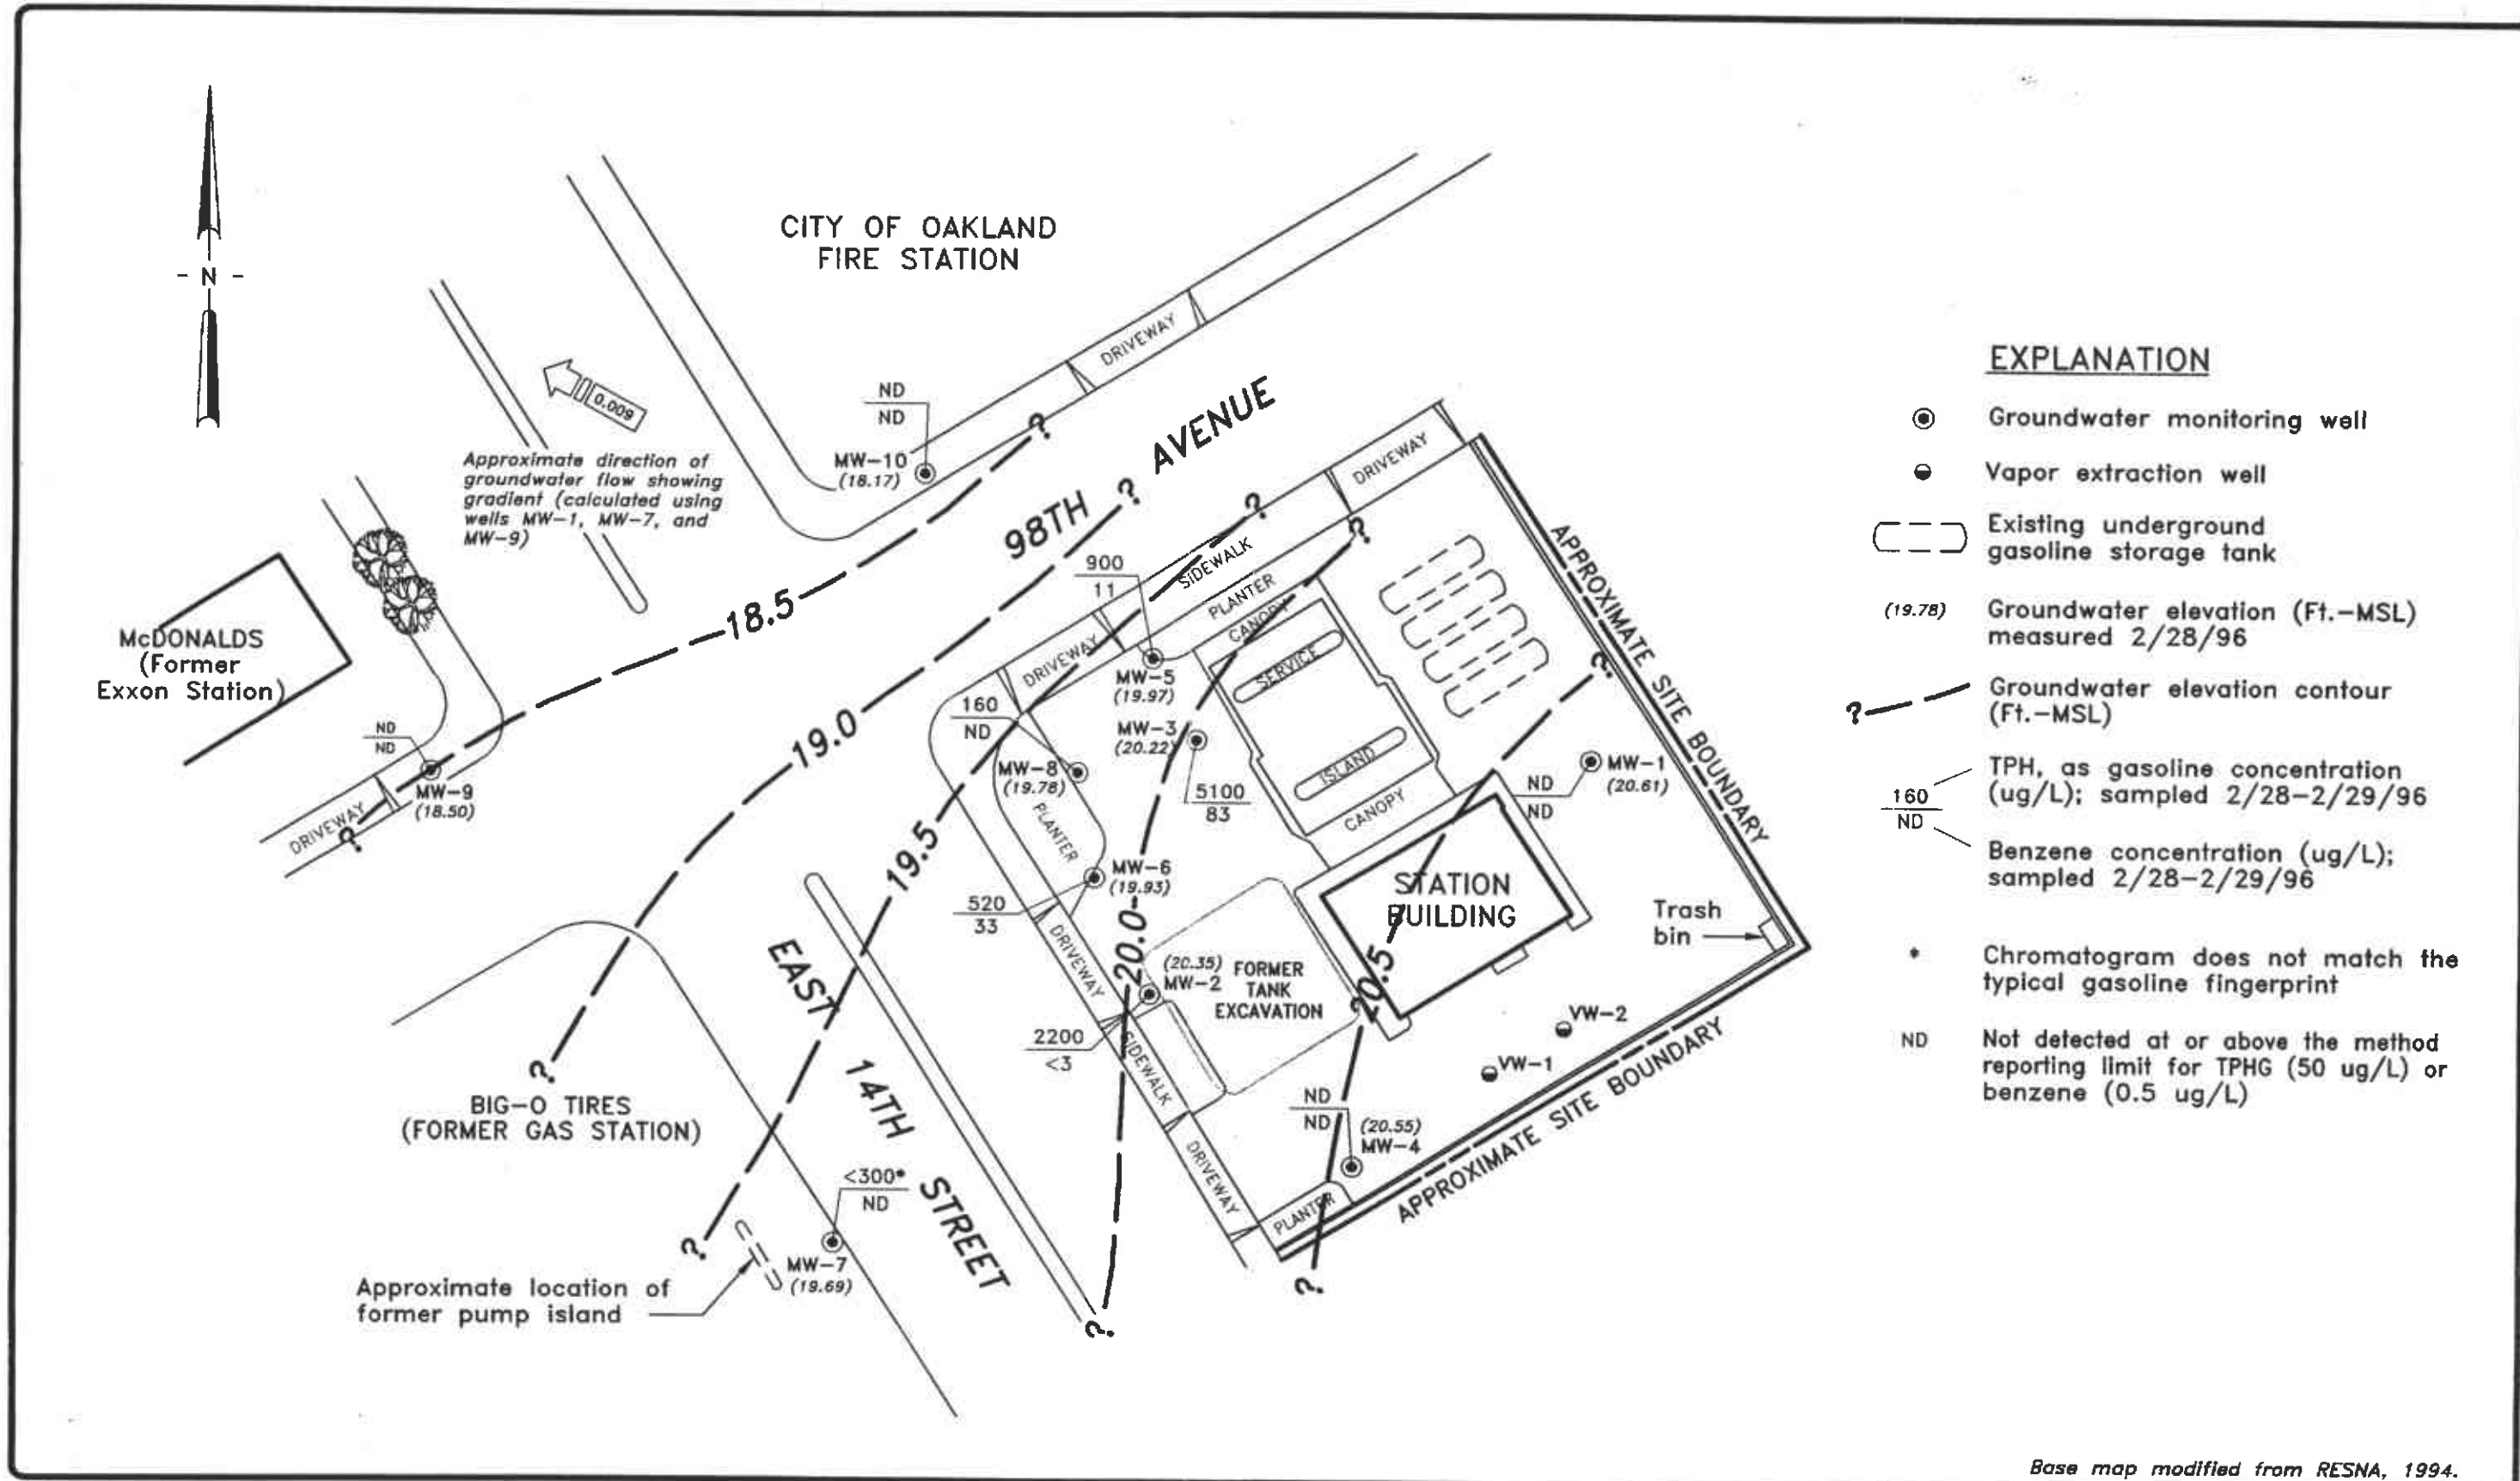 CITY OF OAKLAND
FIRE STATION
- N -
DRIVEWAY
0.009
Approximate direction of
groundwater flow showing
gradient (calculated using
wells MW-1, MW-7, and
MW-9)
ND
ND
MW-10
(18.17)
?
98TH ? AVENUE
DRIVEWAY
?
?
SIDEWALK
PLANTER
CANOPY
SERVICE
ISLAND
CANOPY
APPROXIMATE SITE BOUNDARY
?
McDONALDS
(Former
Exxon Station)
18.5
900
11
DRIVEWAY
MW-5
(19.97)
160
ND
MW-3
(20.22)
5100
83
MW-8
(19.78)
PLANTER
19.0
ND
ND
MW-9
(18.50)
DRIVEWAY
?
19.5
MW-1
(20.61)
ND
ND
MW-6
(19.93)
520
33
STATION
BUILDING
Trash
bin
20.0
DRIVEWAY
(20.35)
MW-2
FORMER
TANK
EXCAVATION
20.5
2200
<3
SIDEWALK
VW-2
VW-1
EAST 14TH STREET
?
BIG-O TIRES
(FORMER GAS STATION)
ND
ND
(20.55)
MW-4
DRIVEWAY
PLANTER
APPROXIMATE SITE BOUNDARY
<300*
ND
?
MW-7
(19.69)
Approximate location of
former pump island
?
?
EXPLANATION
Groundwater monitoring well
Vapor extraction well
Existing underground
gasoline storage tank
(19.78) Groundwater elevation (Ft.-MSL)
measured 2/28/96
? Groundwater elevation contour
(Ft.-MSL)
TPH, as gasoline concentration
(ug/L); sampled 2/28-2/29/96
160
ND
Benzene concentration (ug/L);
sampled 2/28-2/29/96
* Chromatogram does not match the
typical gasoline fingerprint
ND Not detected at or above the method
reporting limit for TPHG (50 ug/L) or
benzene (0.5 ug/L)
Base map modified from RESNA, 1994.